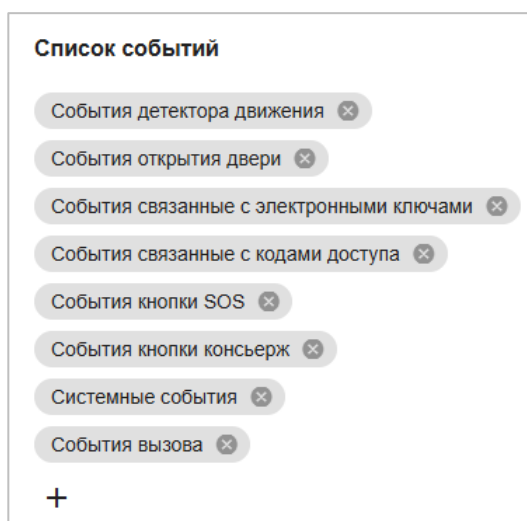 Список событий
События детектора движения
События открытия двери
События связанные с электронными ключами
События связанные с кодами доступа
События кнопки SOS
События кнопки консьерж
Системные события
События вызова
+